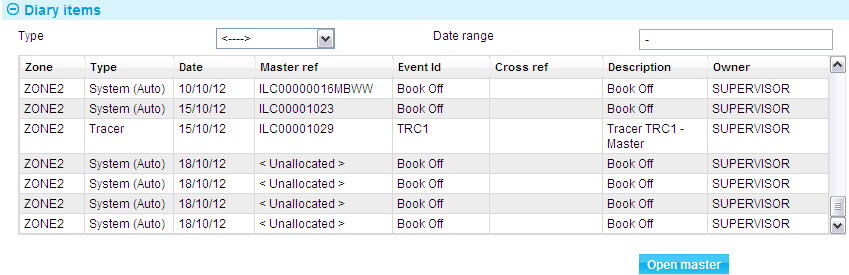 Diary items
Type <----> Date range -
Zone Type Date Master ref Event Id Cross ref Description Owner
ZONE2 System (Auto) 10/10/12 ILC00000016MBWW Book Off Book Off SUPERVISOR
ZONE2 System (Auto) 15/10/12 ILC00001023 Book Off Book Off SUPERVISOR
ZONE2 Tracer 15/10/12 ILC00001029 TRC1 Tracer TRC1 - SUPERVISOR
Master
ZONE2 System (Auto) 18/10/12 < Unallocated > Book Off Book Off SUPERVISOR
ZONE2 System (Auto) 18/10/12 < Unallocated > Book Off Book Off SUPERVISOR
ZONE2 System (Auto) 18/10/12 < Unallocated > Book Off Book Off SUPERVISOR
ZONE2 System (Auto) 18/10/12 < Unallocated > Book Off Book Off SUPERVISOR
Open master